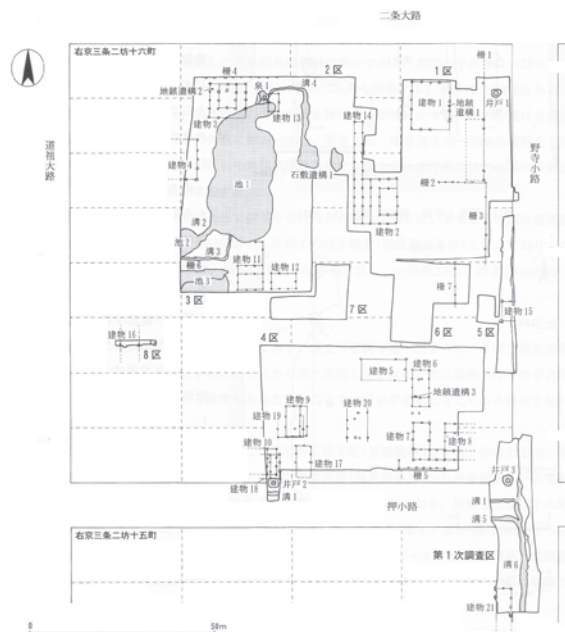 二条大路
右京三条二坊十六町
柵1
柵4
2区
1区
泉1
溝4
地鎮遺構2
建物1
地鎮遺構1
井戸1
建物3
建物13
建物14
道祖大路
野寺小路
建物4
池1
石敷遺構1
柵2
建物2
柵3
溝2
池2
溝3
柵6
建物11
建物12
池3
柵7
3区
7区
6区
5区
建物15
建物16
8区
4区
建物5
建物6
地鎮遺構3
建物9
建物19
建物20
建物7
建物8
建物10
建物17
柵5
井戸3
建物18
井戸2
溝1
溝1
押小路
溝5
右京三条二坊十五町
第1次調査区
溝6
建物21
0 50m